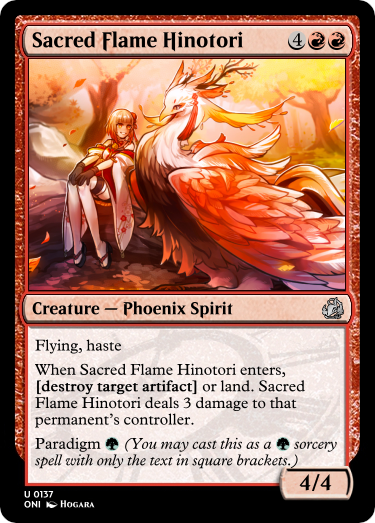 Sacred Flame Hinotori 4
Creature — Phoenix Spirit
Flying, haste
When Sacred Flame Hinotori enters,
[destroy target artifact] or land. Sacred
Flame Hinotori deals 3 damage to that
permanent's controller.
Paradigm (You may cast this as a sorcery
spell with only the text in square brackets.)
4/4
U 0137
ONI HOGARA